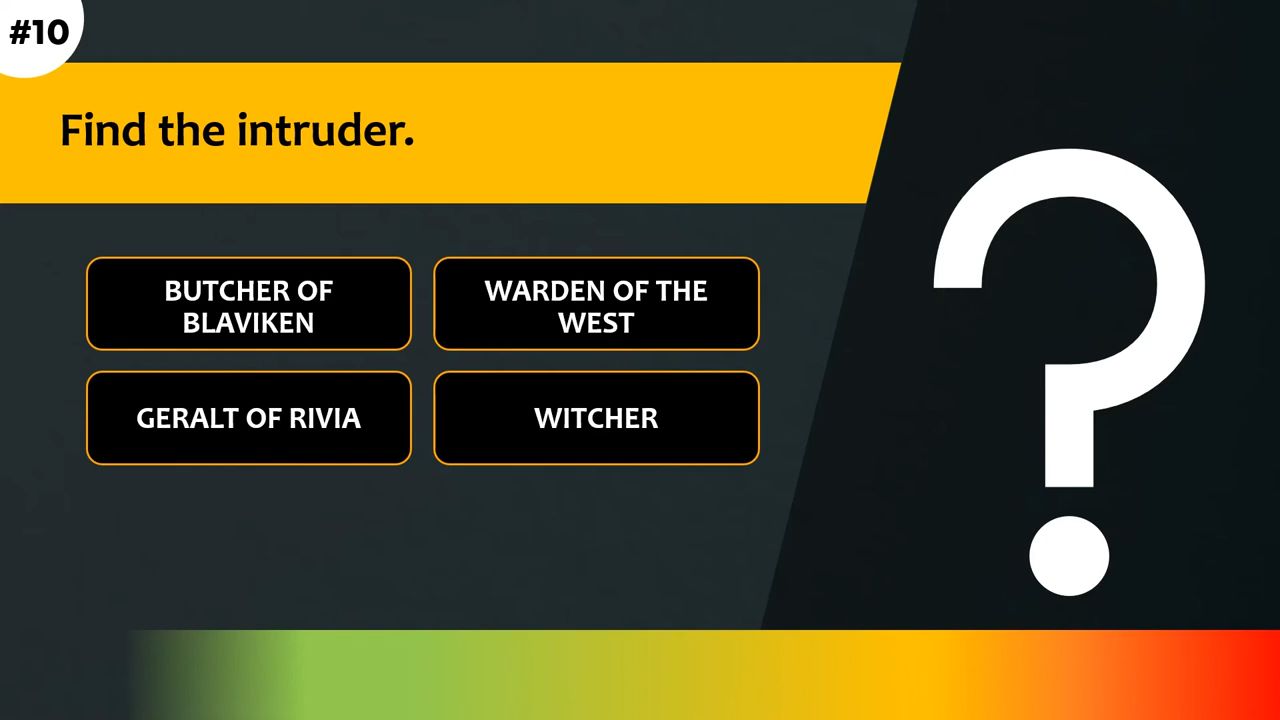 #10
Find the intruder.
BUTCHER OF
BLAVIKEN
WARDEN OF THE
WEST
GERALT OF RIVIA
WITCHER
?